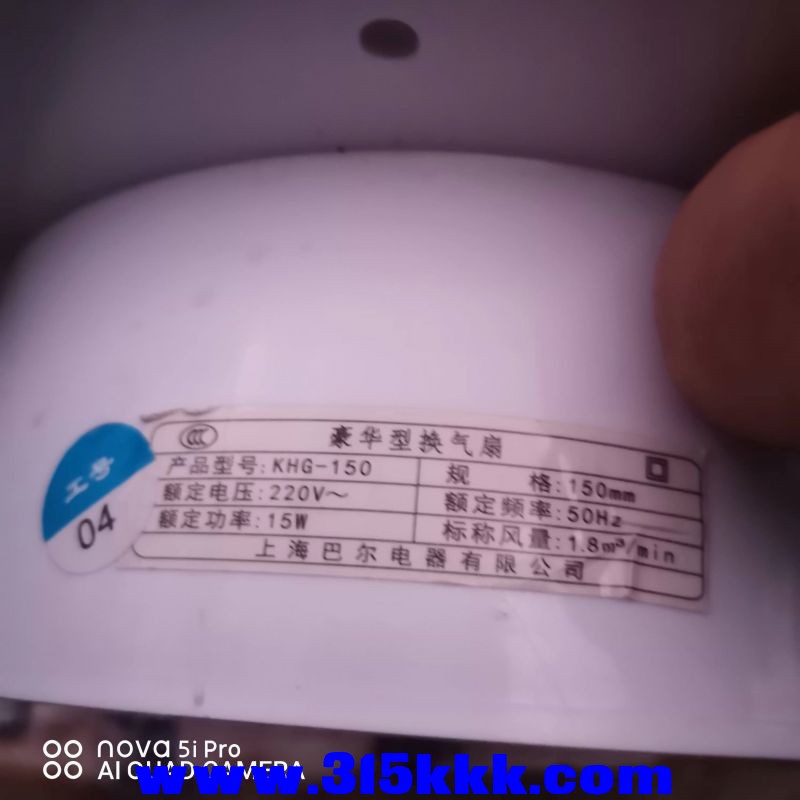 CCC 豪华型换气扇
产品型号:KHG-150 规 格:150mm
额定电压:220V～ 额定频率:50Hz
额定功率:15W 标称风量:1.8m³/min
上海巴尔电器有限公司
工号
04
nova 5i Pro
AI QUAD CAMERA
www.315kkk.com